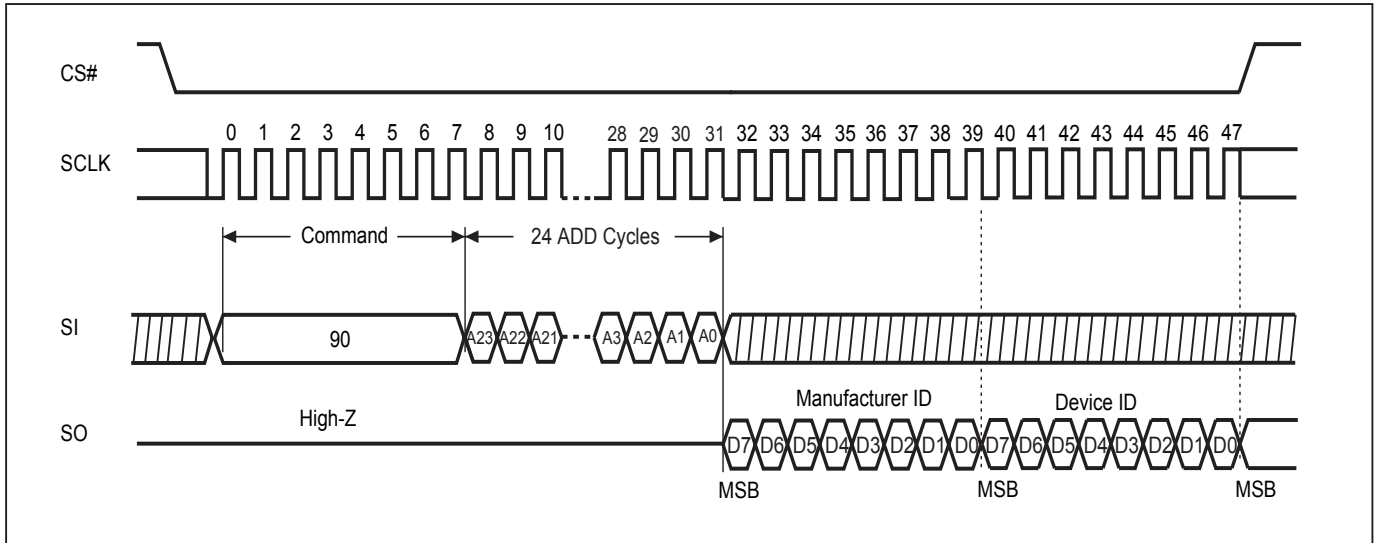 CS#
0 1 2 3 4 5 6 7 8 9 10 28 29 30 31 32 33 34 35 36 37 38 39 40 41 42 43 44 45 46 47
SCLK
Command 24 ADD Cycles
SI 90 A23 A22 A21 A3 A2 A1 A0
Manufacturer ID Device ID
High-Z
SO D7 D6 D5 D4 D3 D2 D1 D0 D7 D6 D5 D4 D3 D2 D1 D0
MSB MSB MSB